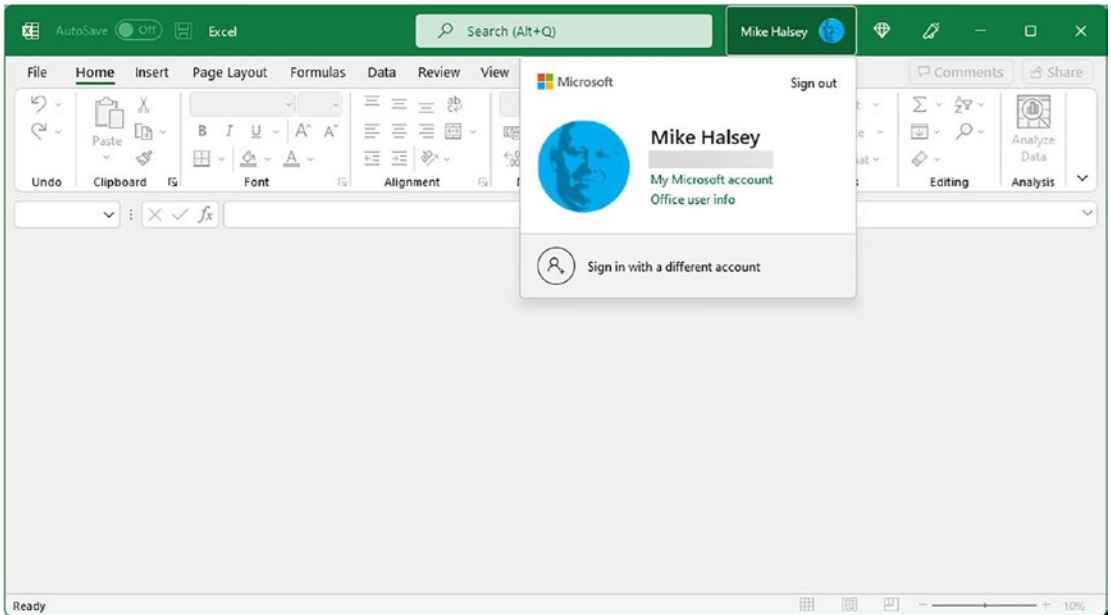 AutoSave Off Excel Search (Alt+Q) Mike Halsey
File Home Insert Page Layout Formulas Data Review View Comments Share
Microsoft Sign out
Mike Halsey
My Microsoft account
Office user info
Sign in with a different account
Paste
B I U A A
A
ab
fx
Analyze
Data
Undo Clipboard Font Alignment Editing Analysis
Ready 10%